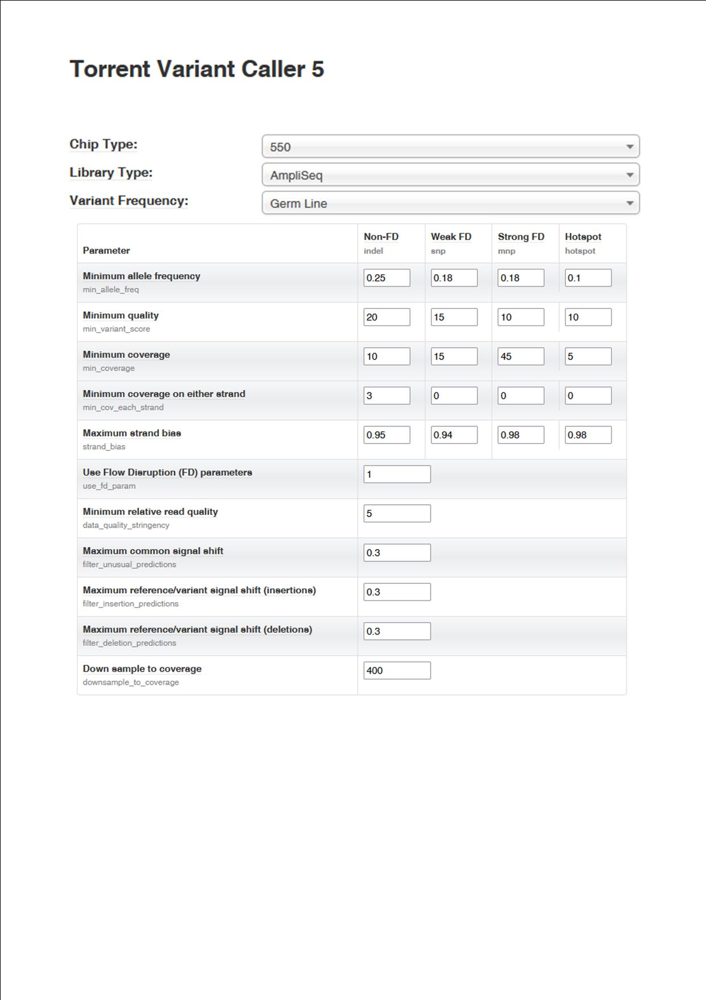 Torrent Variant Caller 5
Chip Type: 550
Library Type: AmpliSeq
Variant Frequency: Germ Line
Parameter Non-FD Weak FD Strong FD Hotspot
indel snp mnp hotspot
Minimum allele frequency 0.25 0.18 0.18 0.1
min_allele_freq
Minimum quality 20 15 10 10
min_variant_score
Minimum coverage 10 15 45 5
min_coverage
Minimum coverage on either strand 3 0 0 0
min_cov_each_strand
Maximum strand bias 0.95 0.94 0.98 0.98
strand_bias
Use Flow Disruption (FD) parameters 1
use_fd_param
Minimum relative read quality 5
data_quality_stringency
Maximum common signal shift 0.3
filter_unusual_predictions
Maximum reference/variant signal shift (insertions) 0.3
filter_insertion_predictions
Maximum reference/variant signal shift (deletions) 0.3
filter_deletion_predictions
Down sample to coverage 400
downsample_to_coverage